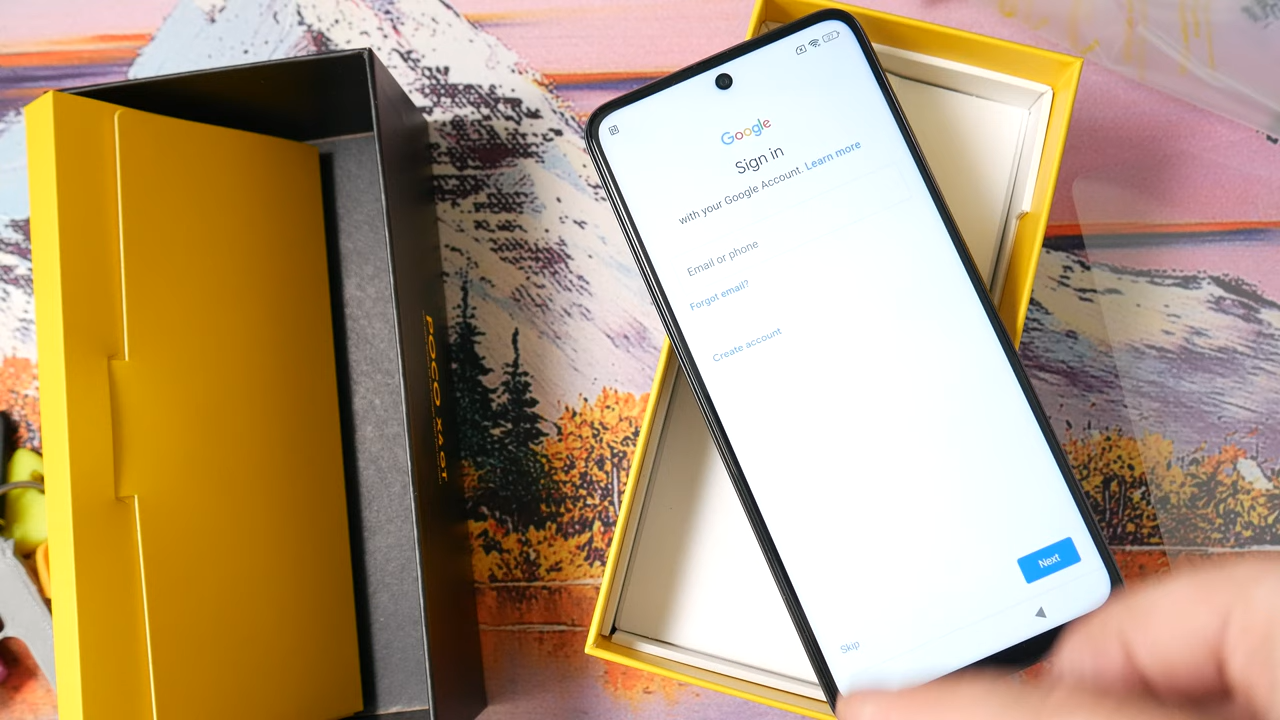 POCO X4 GT
Google
Sign in
with your Google Account. Learn more
Email or phone
Forgot email?
Create account
Next
Skip